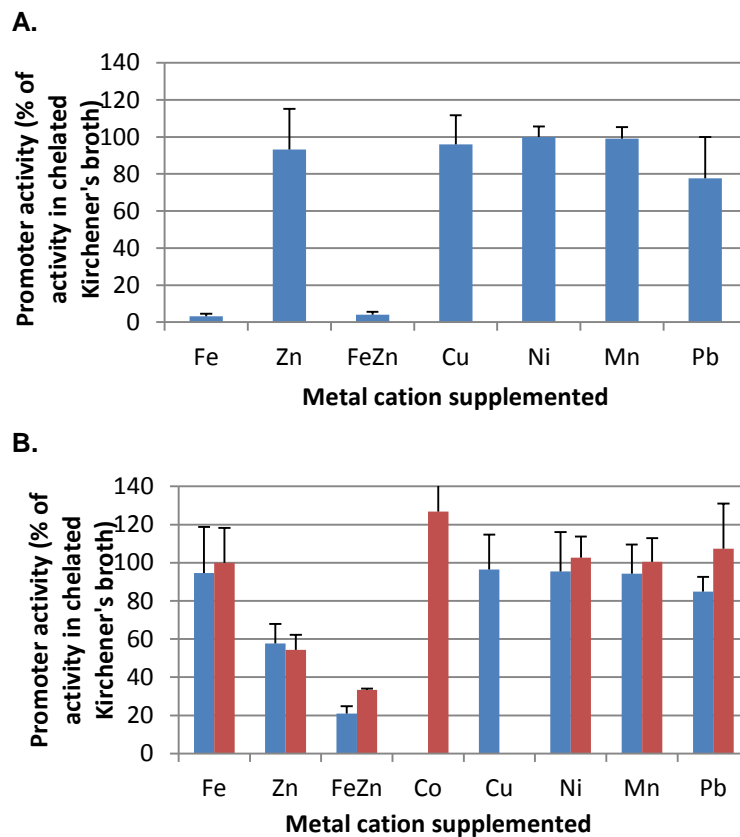 A.
Promoter activity (% of
activity in chelated
Kirchener's broth)
140
120
100
80
60
40
20
0
Fe Zn FeZn Cu Ni Mn Pb
Metal cation supplemented
B.
Promoter activity (% of
activity in chelated
Kirchener's broth)
140
120
100
80
60
40
20
0
Fe Zn FeZn Co Cu Ni Mn Pb
Metal cation supplemented